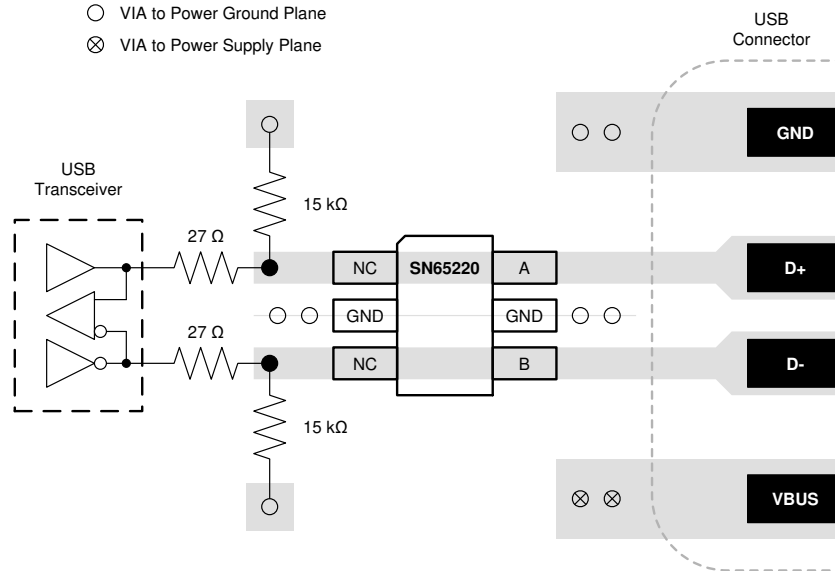 VIA to Power Ground Plane
VIA to Power Supply Plane
USB
Connector
GND
USB
Transceiver
15 kΩ
27 Ω
NC
SN65220
A
D+
GND
GND
27 Ω
NC
B
D-
15 kΩ
VBUS